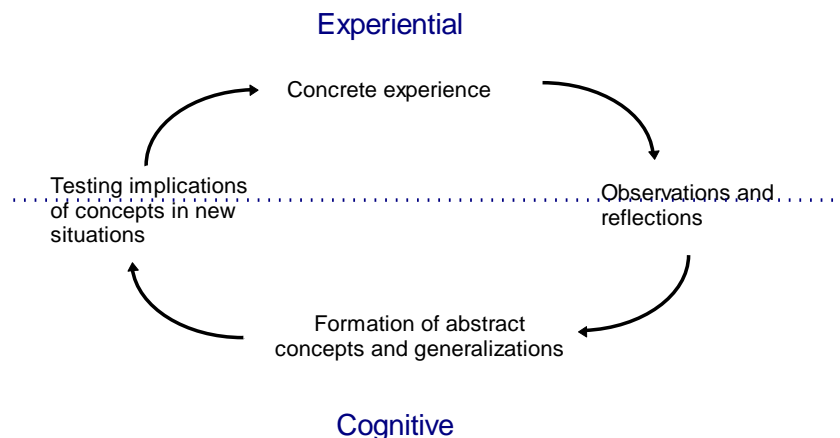 Experiential
Concrete experience
Testing implications
of concepts in new
situations
Observations and
reflections
Formation of abstract
concepts and generalizations
Cognitive